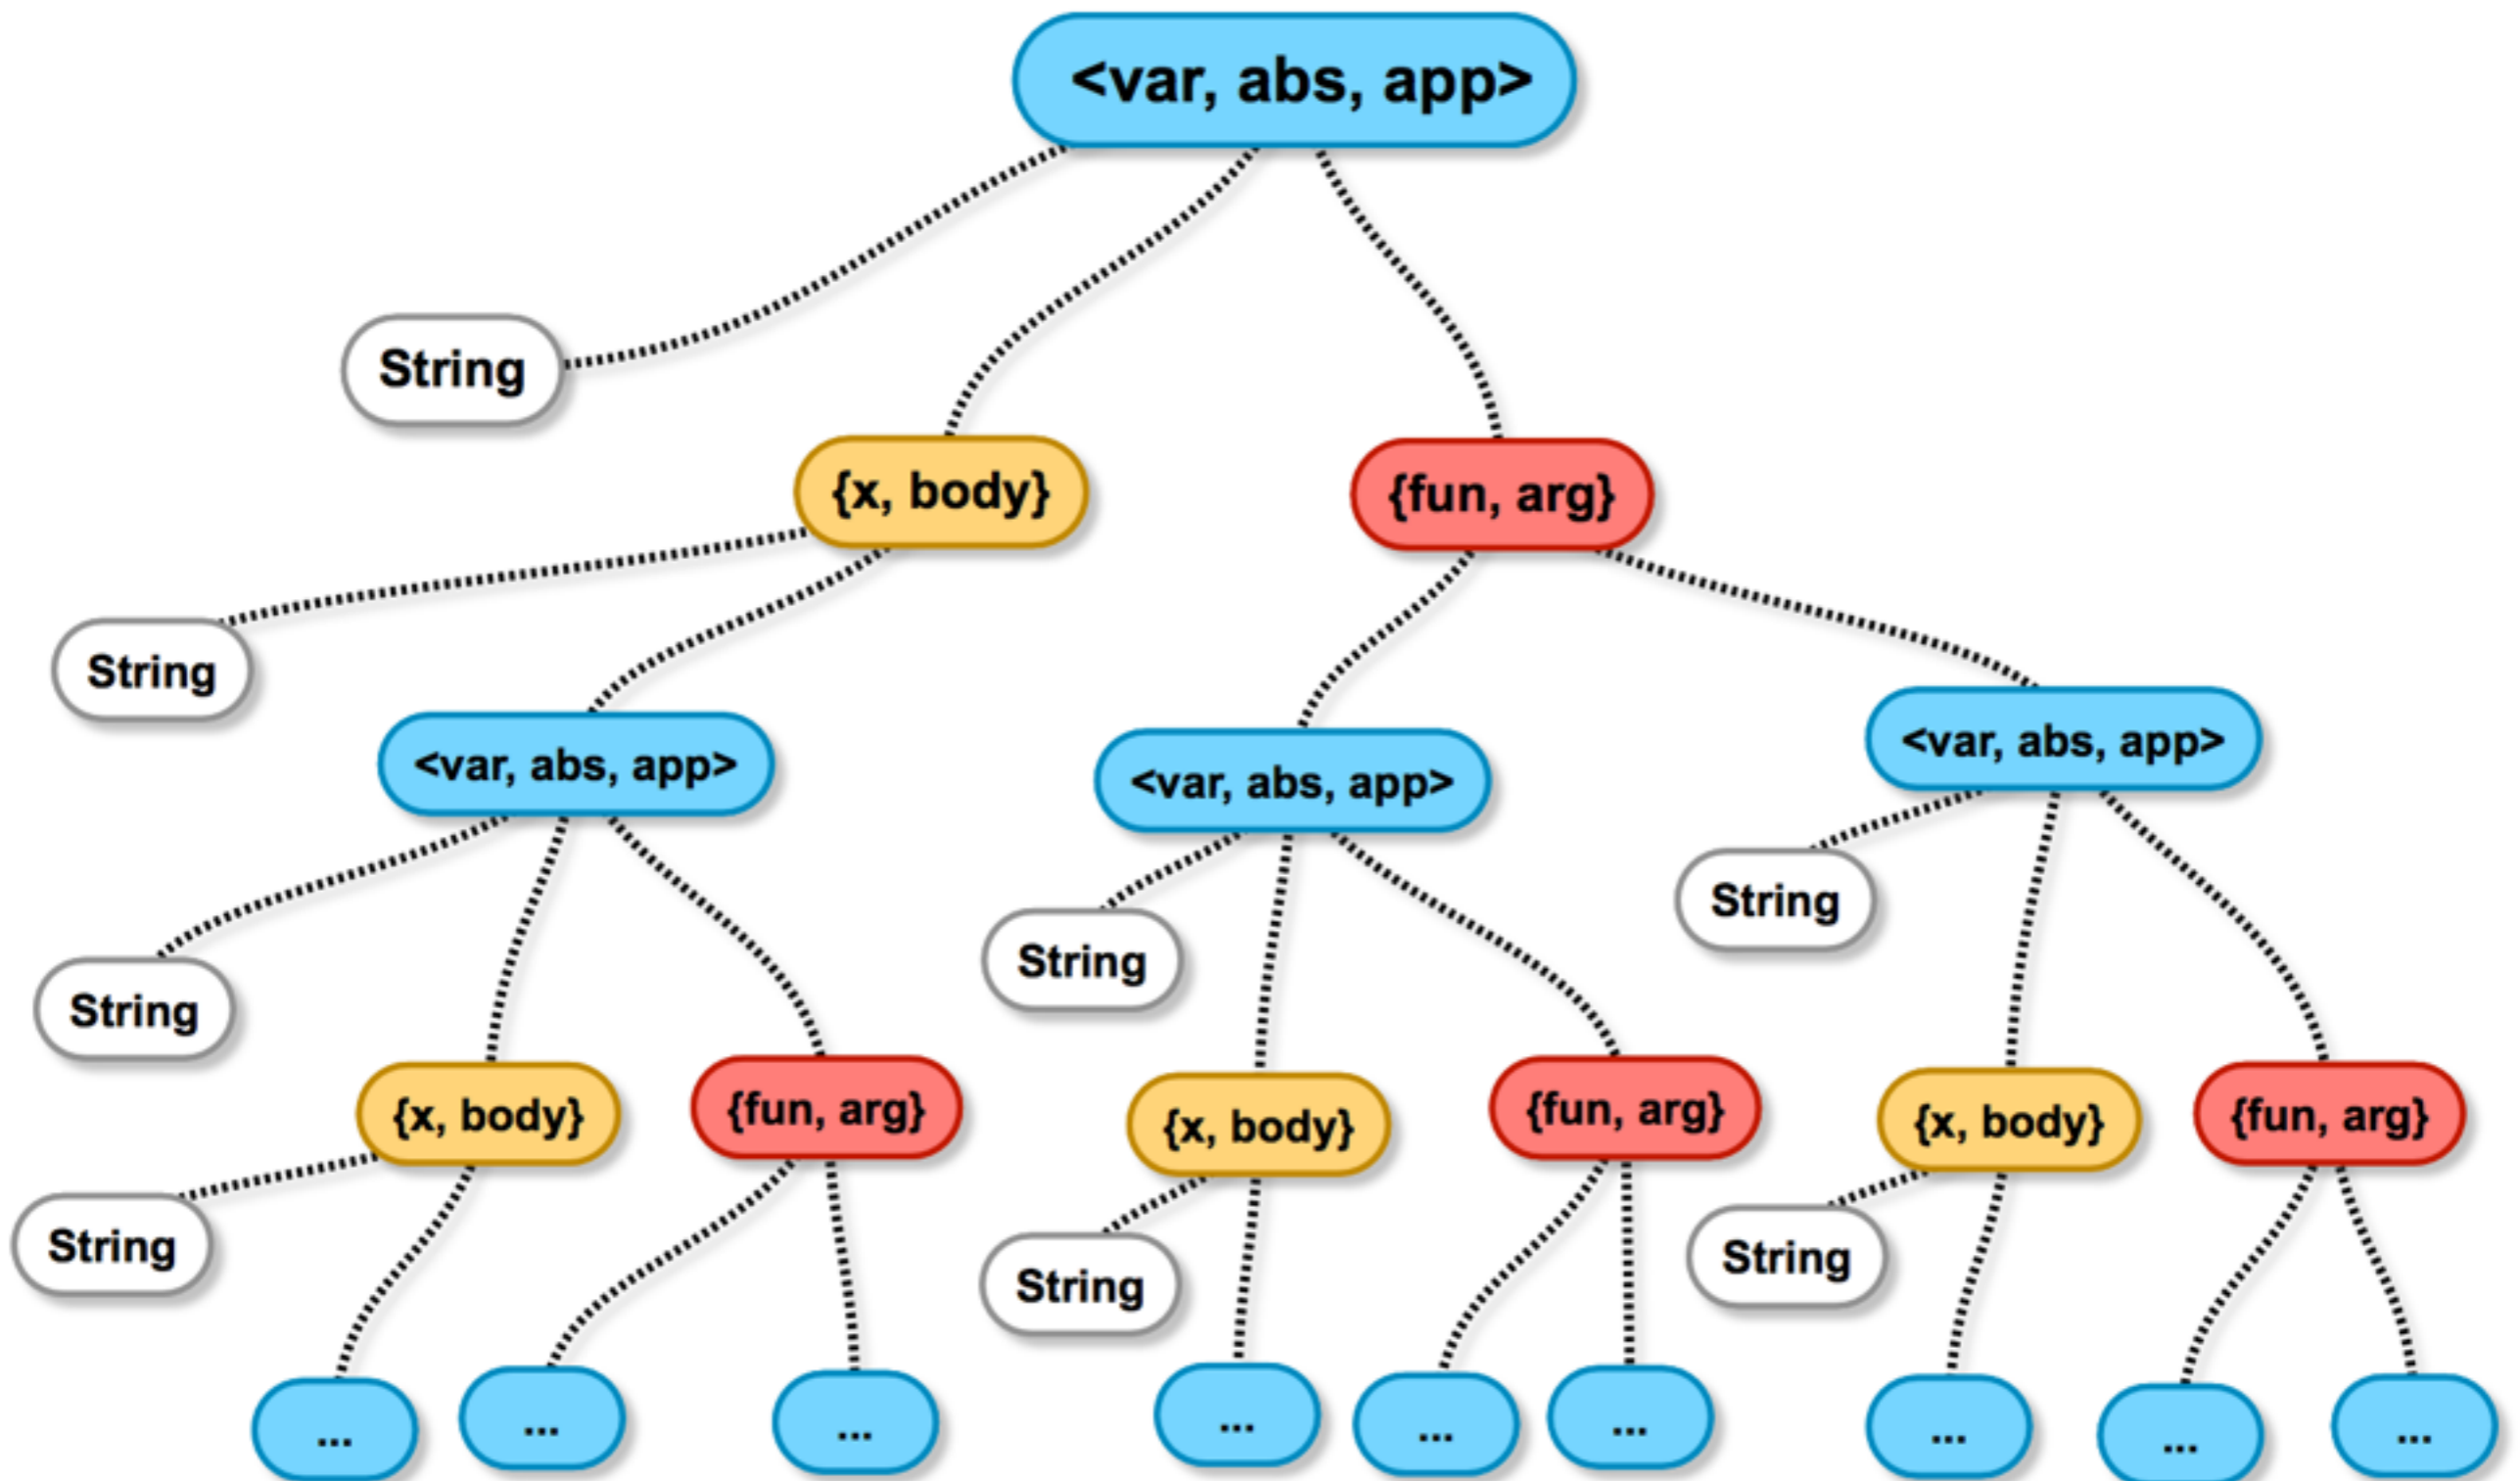 <var, abs, app>
String
{x, body}
{fun, arg}
String
<var, abs, app>
<var, abs, app>
<var, abs, app>
String
String
String
{x, body}
{fun, arg}
{x, body}
{fun, arg}
{x, body}
{fun, arg}
String
String
String
...
...
...
...
...
...
...
...
...